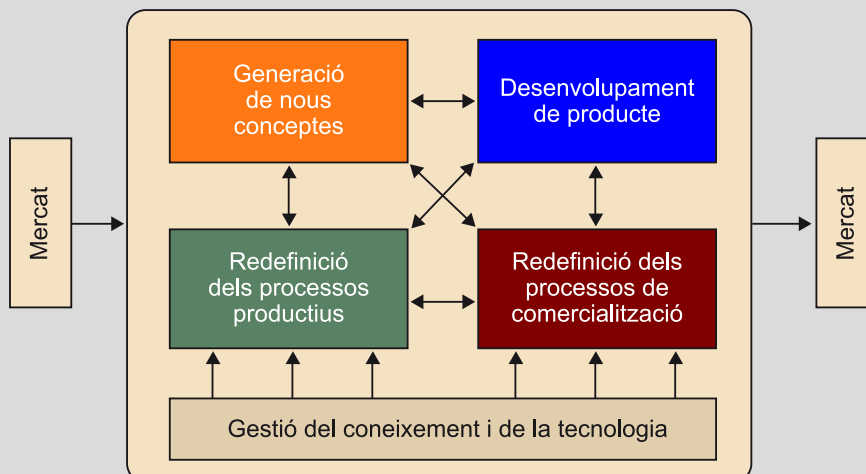 Generació
de nous
conceptes
Desenvolupament
de producte
Mercat
Mercat
Redefinició
dels processos
productius
Redefinició dels
processos de
comercialització
Gestió del coneixement i de la tecnologia